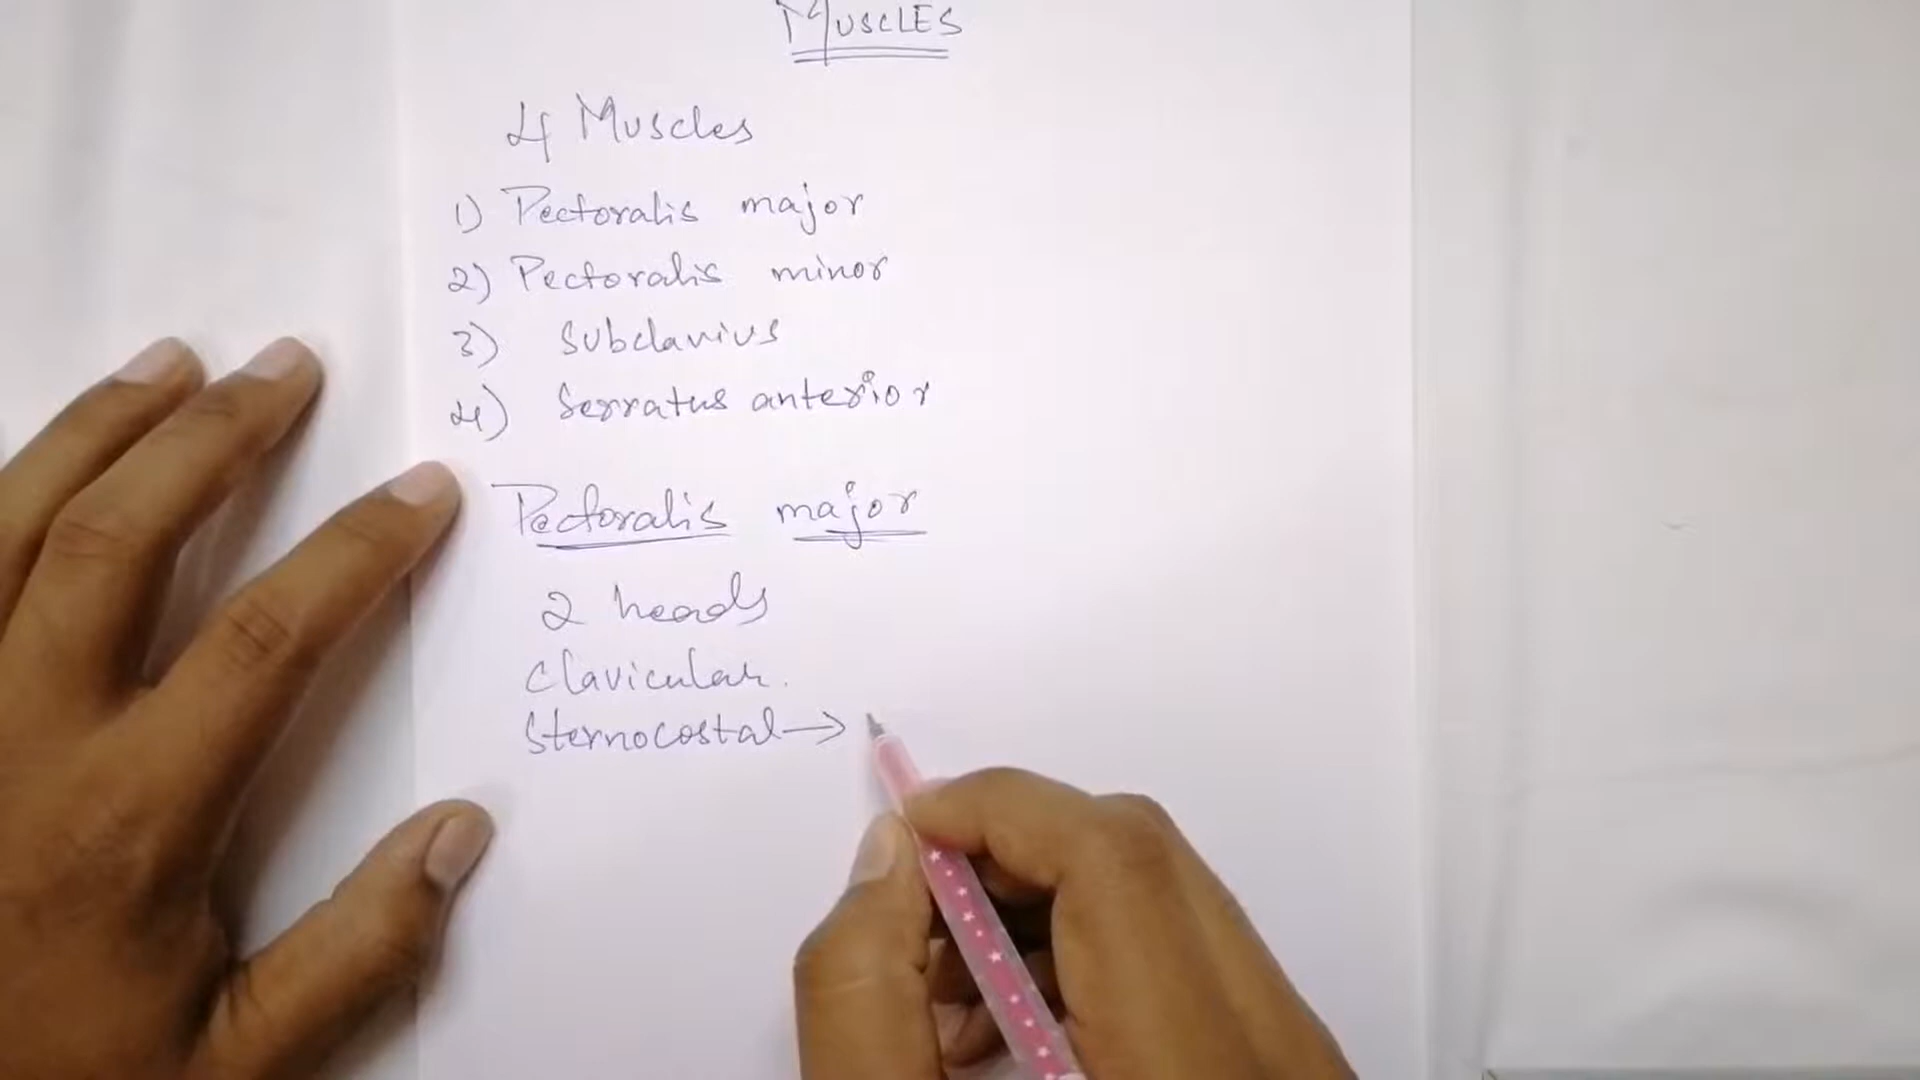 MUSCLES
4 Muscles
1) Pectoralis major
2) Pectoralis minor
3) Subclavius
4) Serratus anterior
Pectoralis major
2 heads
Clavicular.
Sternocostal →